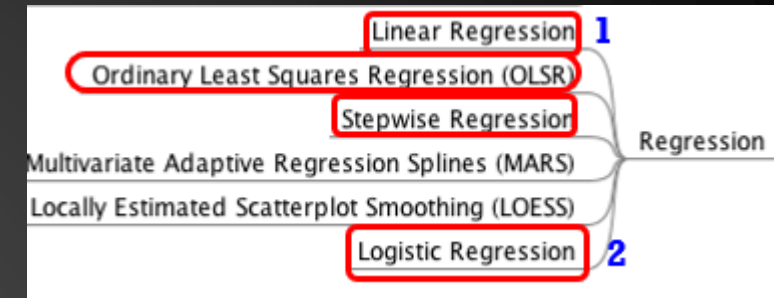 Linear Regression 1
Ordinary Least Squares Regression (OLSR)
Stepwise Regression
Regression
Multivariate Adaptive Regression Splines (MARS)
Locally Estimated Scatterplot Smoothing (LOESS)
Logistic Regression 2